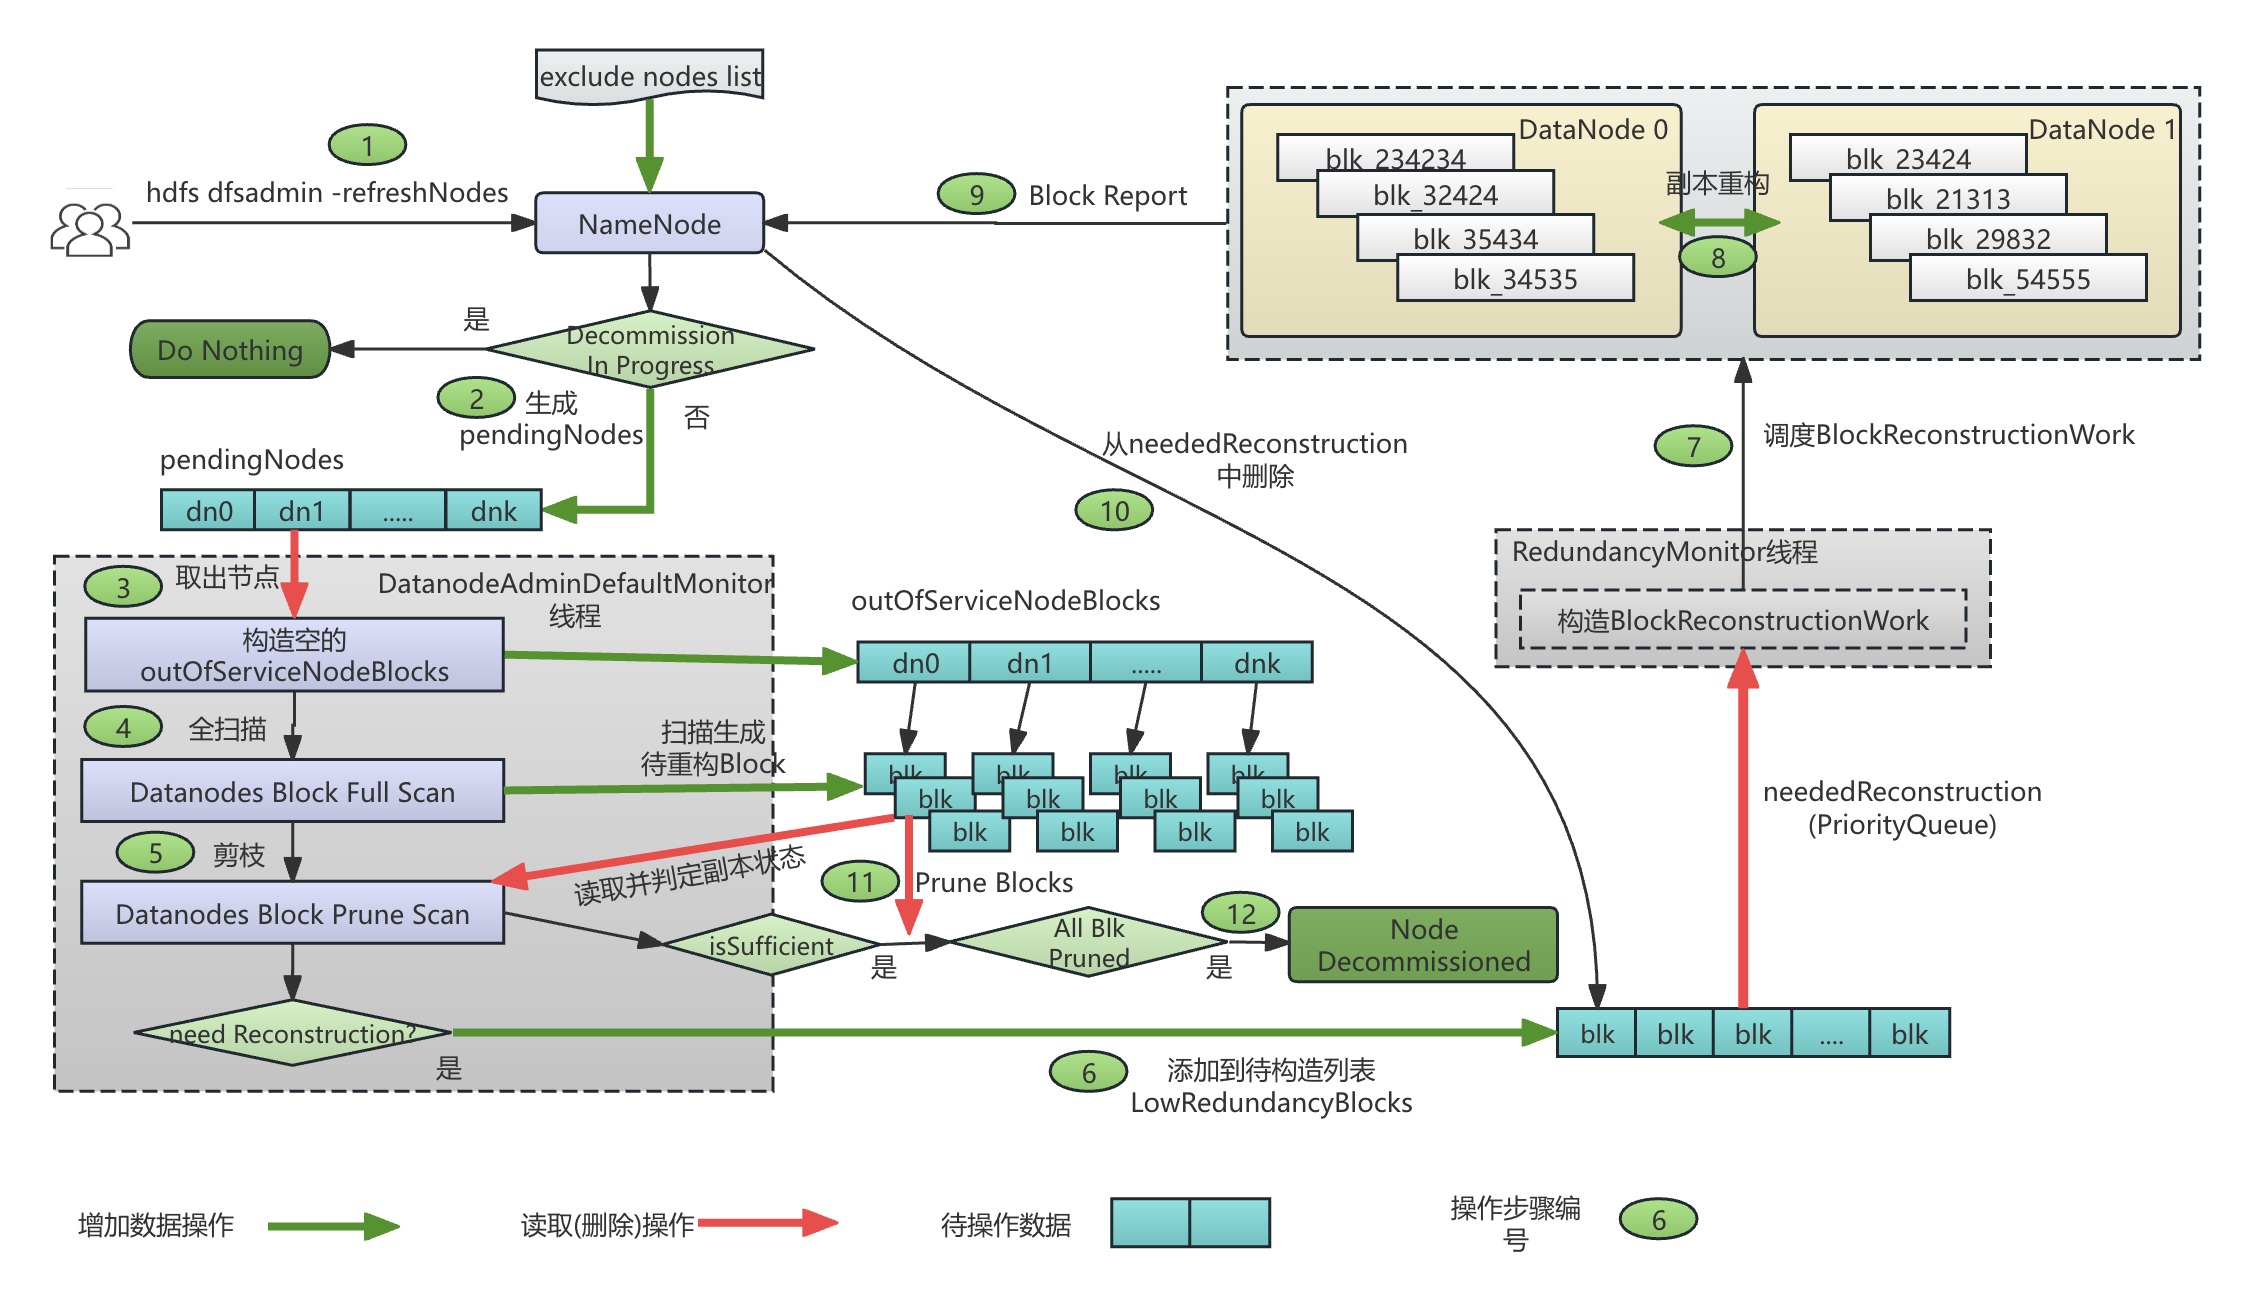 exclude nodes list
1
hdfs dfsadmin -refreshNodes
NameNode
9
Block Report
DataNode 0
blk_234234
blk_32424
blk_35434
blk_34535
副本重构
8
DataNode 1
blk_23424
blk_21313
blk_29832
blk_54555
是
Do Nothing
Decommission
In Progress
2
生成
pendingNodes
否
pendingNodes
dn0
dn1
.....
dnk
从neededReconstruction
中删除
10
7
调度BlockReconstructionWork
RedundancyMonitor线程
构造BlockReconstructionWork
3
取出节点
DatanodeAdminDefaultMonitor
线程
构造空的
outOfServiceNodeBlocks
outOfServiceNodeBlocks
dn0
dn1
.....
dnk
4
全扫描
扫描生成
待重构Block
Datanodes Block Full Scan
blk
blk
blk
blk
blk
blk
blk
blk
blk
blk
blk
blk
neededReconstruction
(PriorityQueue)
5
剪枝
读取并判定副本状态
11
Prune Blocks
Datanodes Block Prune Scan
isSufficient
是
All Blk
Pruned
12
是
Node
Decommissioned
need Reconstruction?
是
blk
blk
blk
....
blk
6
添加到待构造列表
LowRedundancyBlocks
增加数据操作
读取(删除)操作
待操作数据
操作步骤编
号
6